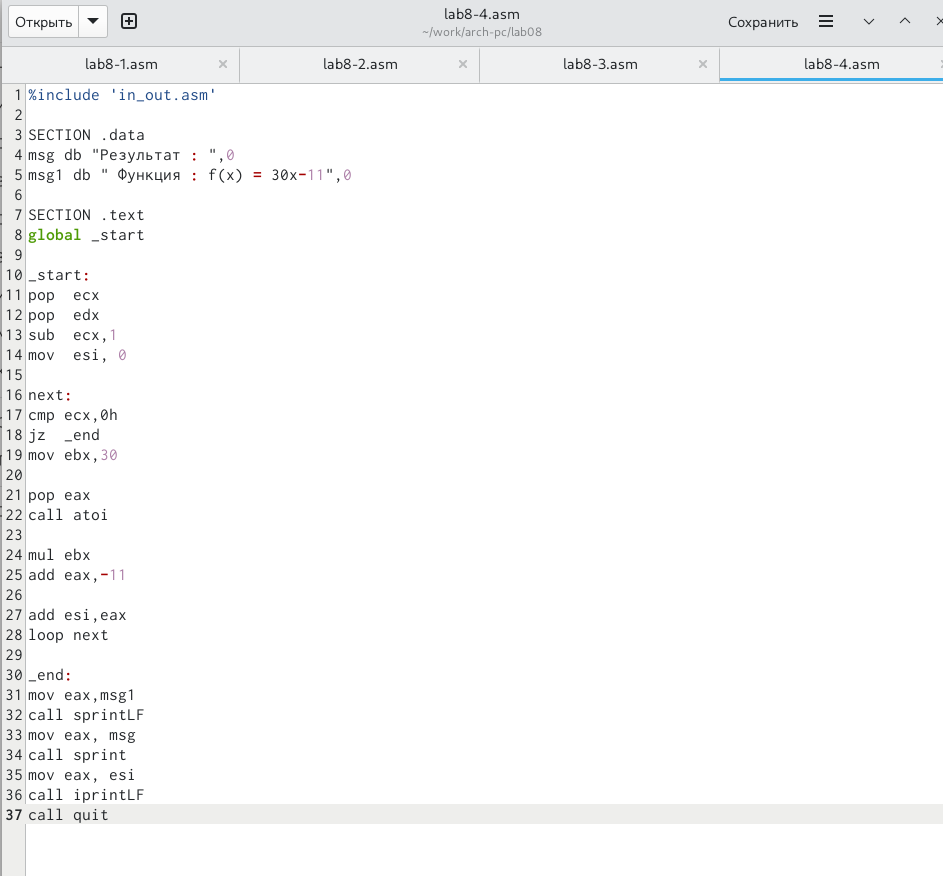 Открыть
lab8-4.asm
~/work/arch-pc/lab08
Сохранить
lab8-1.asm × lab8-2.asm × lab8-3.asm × lab8-4.asm
1 %include 'in_out.asm'
2
3 SECTION .data
4 msg db "Результат : ",0
5 msg1 db " Функция : f(x) = 30x-11",0
6
7 SECTION .text
8 global _start
9
10 _start:
11 pop  ecx
12 pop  edx
13 sub  ecx,1
14 mov  esi, 0
15
16 next:
17 cmp ecx,0h
18 jz  _end
19 mov ebx,30
20
21 pop eax
22 call atoi
23
24 mul ebx
25 add eax,-11
26
27 add esi,eax
28 loop next
29
30 _end:
31 mov eax,msg1
32 call sprintLF
33 mov eax, msg
34 call sprint
35 mov eax, esi
36 call iprintLF
37 call quit